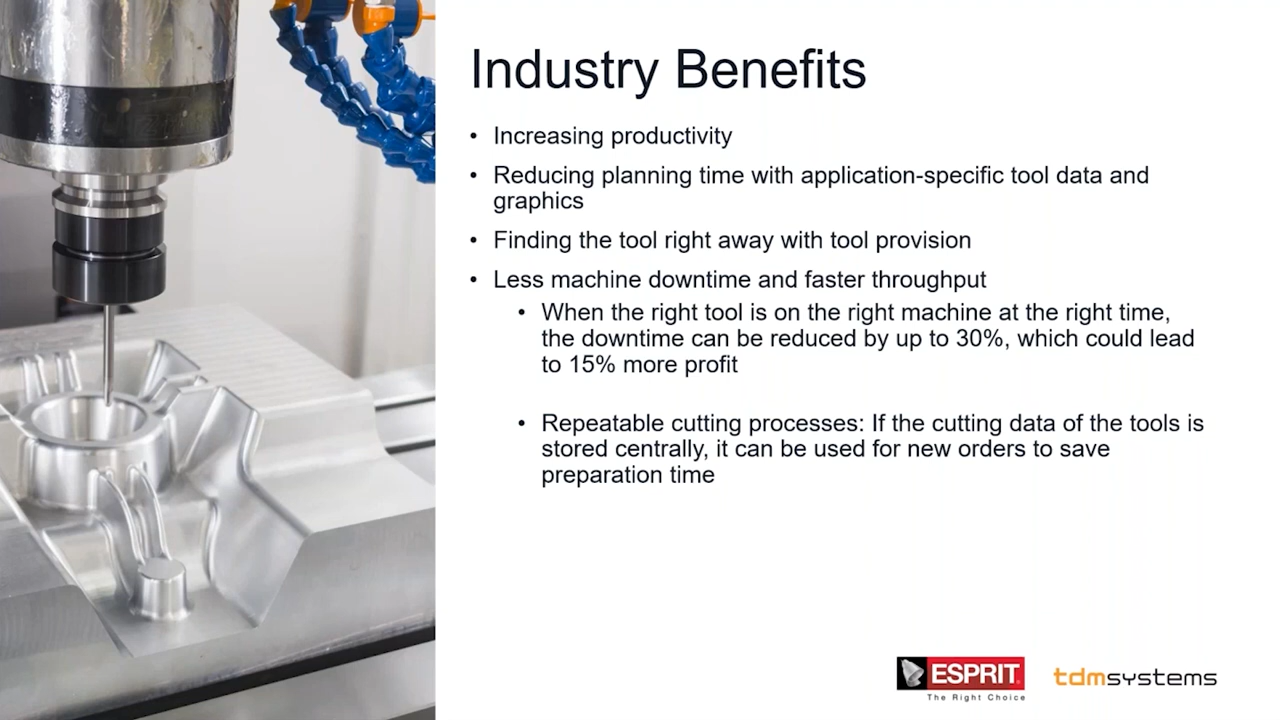 Industry Benefits
• Increasing productivity
• Reducing planning time with application-specific tool data and
graphics
• Finding the tool right away with tool provision
• Less machine downtime and faster throughput
• When the right tool is on the right machine at the right time,
the downtime can be reduced by up to 30%, which could lead
to 15% more profit
• Repeatable cutting processes: If the cutting data of the tools is
stored centrally, it can be used for new orders to save
preparation time
ESPRIT®
The Right Choice
tdmsystems